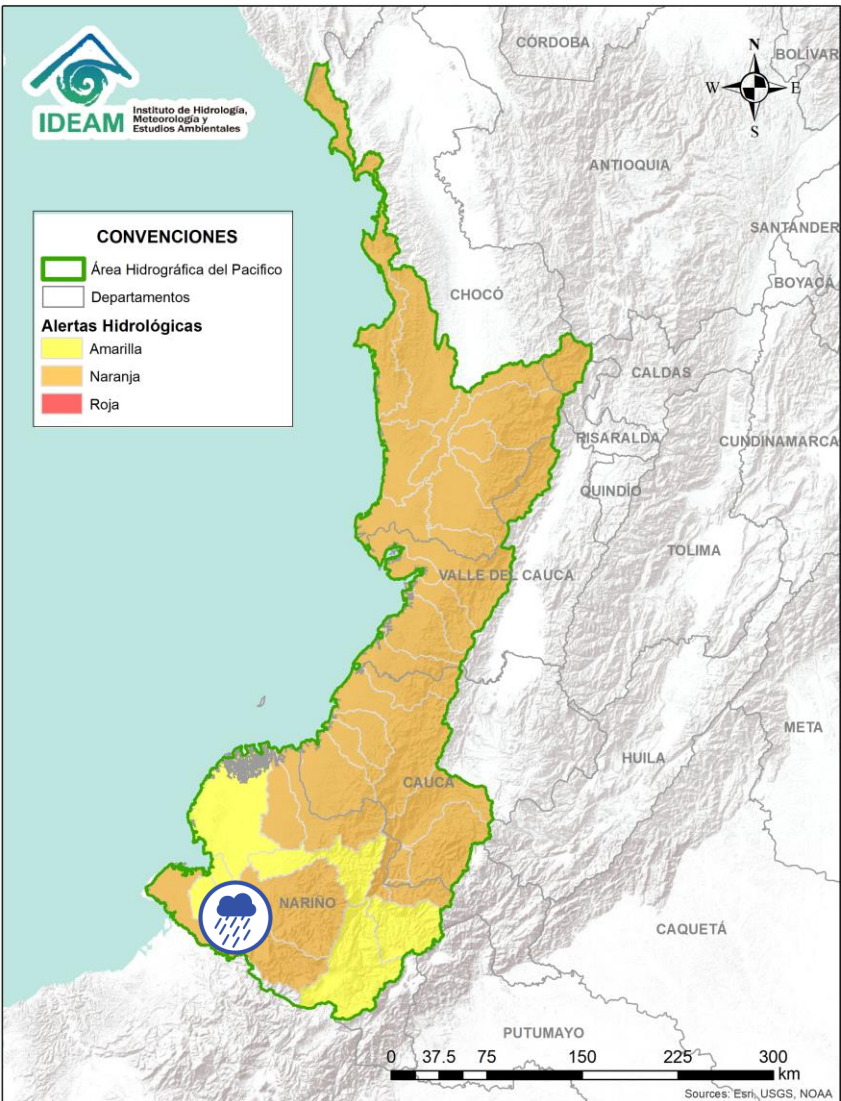 IDEAM
Instituto de Hidrología,
Meteorología y
Estudios Ambientales
N
W
E
S
CÓRDOBA
BOLÍVAR
ANTIOQUIA
SANTANDER
BOYACÁ
CHOCÓ
CALDAS
RISARALDA
CUNDINAMARCA
QUINDÍO
TOLIMA
VALLE DEL CAUCA
META
HUILA
CAUCA
NARIÑO
CAQUETÁ
PUTUMAYO
CONVENCIONES
Área Hidrográfica del Pacifico
Departamentos
Alertas Hidrológicas
Amarilla
Naranja
Roja
0 37.5 75 150 225 300
km
Sources: Esri, USGS, NOAA